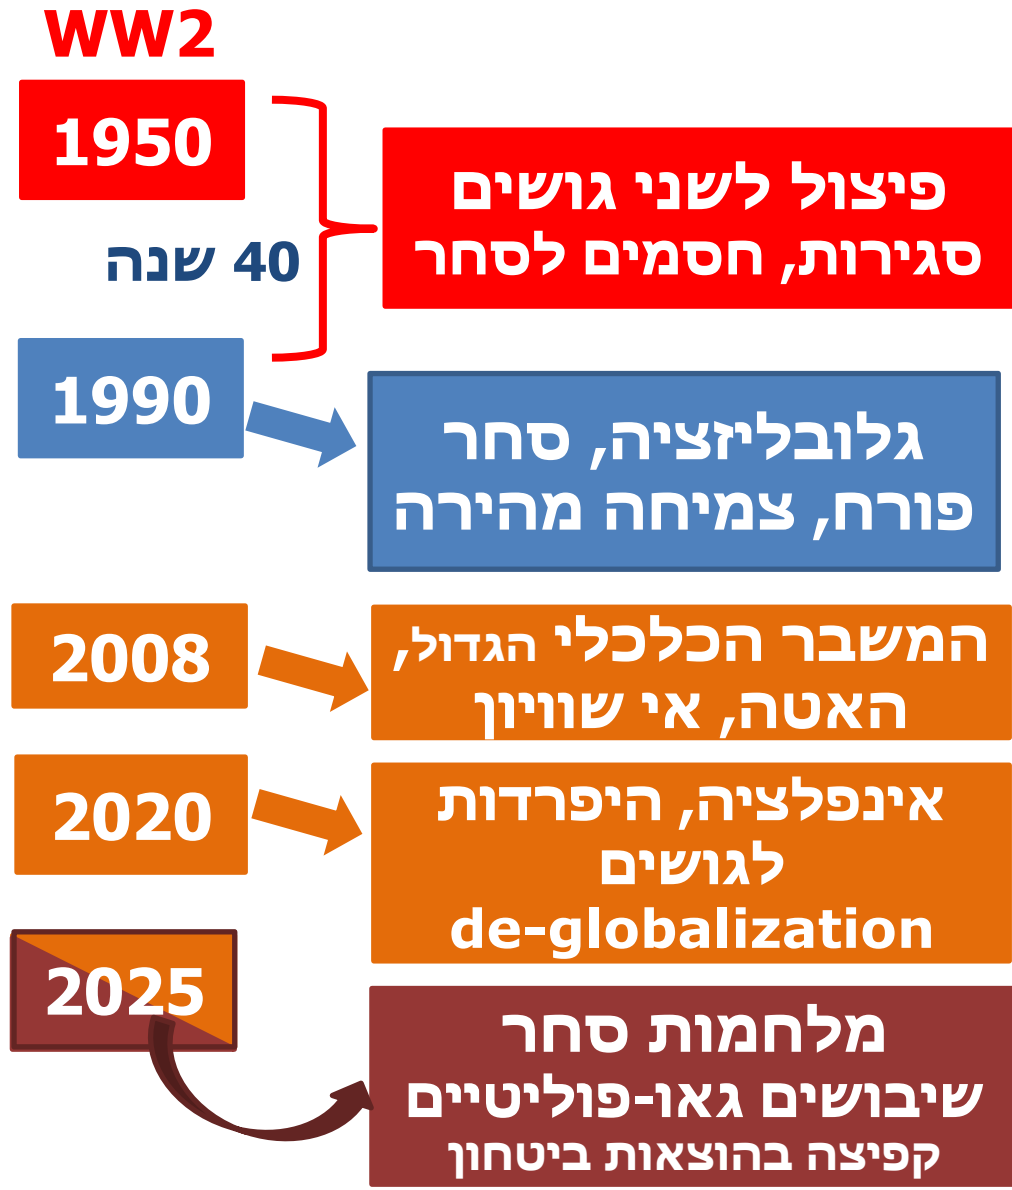 WW2
1950
פיצול לשני גושים
סגירות, חסמים לסחר
40 שנה
1990
גלובליזציה, סחר
פורח, צמיחה מהירה
2008
המשבר הכלכלי הגדול,
האטה, אי שוויון
2020
אינפלציה, היפרדות
לגושים
de-globalization
2025
מלחמות סחר
שיבושים גאו-פוליטיים
קפיצה בהוצאות ביטחון